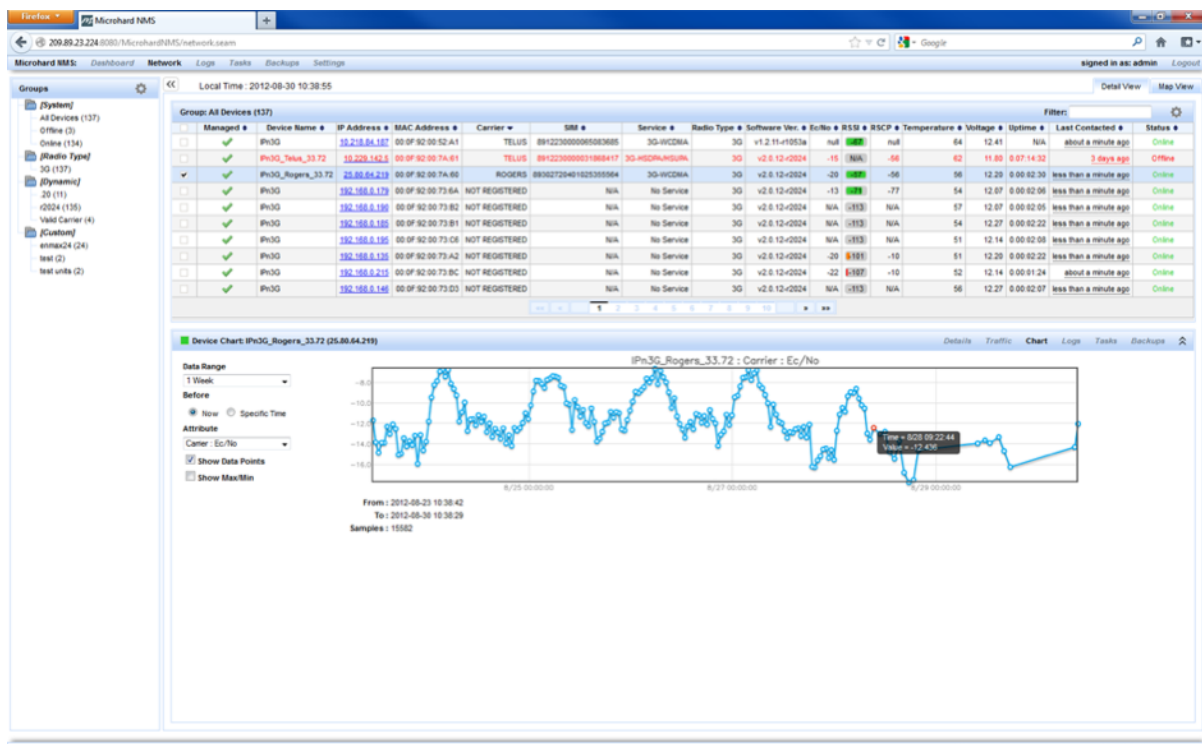 Firefox
Microhard NMS
209.89.23.224:8080/MicrohardNMS/network.seam
Google
Microhard NMS: Dashboard Network Logs Tasks Backups Settings signed in as: admin Logout
Groups
Local Time : 2012-08-30 10:38:55
Detail View Map View
[System]
All Devices (137)
Offline (3)
Online (134)
[Radio Type]
3G (137)
[Dynamic]
.20 (11)
r2024 (135)
Valid Carrier (4)
[Custom]
enmax24 (24)
test (2)
test units (2)
Group: All Devices (137) Filter:
Managed Device Name IP Address MAC Address Carrier SIM Service Radio Type Software Ver. Ec/No RSSI RSCP Temperature Voltage Uptime Last Contacted Status
IPn3G 10.218.84.187 00:0F:92:00:52:A1 TELUS 8912230000065083685 3G-WCDMA 3G v1.2.11-r1053a null -67 null 64 12.41 N/A about a minute ago Online
IPn3G_Telus_33.72 10.229.142.5 00:0F:92:00:7A:61 TELUS 8912230000031868417 3G-HSDPA/HSUPA 3G v2.0.12-r2024 -15 N/A -56 62 11.80 0.07:14:32 3 days ago Offline
IPn3G_Rogers_33.72 25.80.64.219 00:0F:92:00:7A:60 ROGERS 89302720401025355564 3G-WCDMA 3G v2.0.12-r2024 -20 -57 -56 56 12.20 0.00:02:30 less than a minute ago Online
IPn3G 192.168.0.179 00:0F:92:00:73:6A NOT REGISTERED N/A No Service 3G v2.0.12-r2024 -13 -71 -77 54 12.07 0.00:02:06 less than a minute ago Online
IPn3G 192.168.0.190 00:0F:92:00:73:B2 NOT REGISTERED N/A No Service 3G v2.0.12-r2024 N/A -113 N/A 57 12.07 0.00:02:05 less than a minute ago Online
IPn3G 192.168.0.185 00:0F:92:00:73:B1 NOT REGISTERED N/A No Service 3G v2.0.12-r2024 N/A -113 N/A 54 12.27 0.00:02:22 less than a minute ago Online
IPn3G 192.168.0.195 00:0F:92:00:73:C6 NOT REGISTERED N/A No Service 3G v2.0.12-r2024 N/A -113 N/A 51 12.14 0.00:02:08 less than a minute ago Online
IPn3G 192.168.0.135 00:0F:92:00:73:A2 NOT REGISTERED N/A No Service 3G v2.0.12-r2024 -20 -101 -10 51 12.20 0.00:02:22 less than a minute ago Online
IPn3G 192.168.0.215 00:0F:92:00:73:BC NOT REGISTERED N/A No Service 3G v2.0.12-r2024 -22 -107 -10 52 12.14 0.00:01:24 about a minute ago Online
IPn3G 192.168.0.146 00:0F:92:00:73:D3 NOT REGISTERED N/A No Service 3G v2.0.12-r2024 N/A -113 N/A 56 12.27 0.00:02:07 less than a minute ago Online
«« « 1 2 3 4 5 6 7 8 9 10 » »»
Device Chart: IPn3G_Rogers_33.72 (25.80.64.219) Details Traffic Chart Logs Tasks Backups
Data Range
1 Week
Before
Now Specific Time
Attribute
Carrier : Ec/No
Show Data Points
Show Max/Min
IPn3G_Rogers_33.72 : Carrier : Ec/No
-8.0
-10.0
-12.0
-14.0
-16.0
Time = 8/28 09:22:44
Value = -12.436
8/25 00:00:00 8/27 00:00:00 8/29 00:00:00
From : 2012-08-23 10:38:42
To : 2012-08-30 10:38:29
Samples : 15582